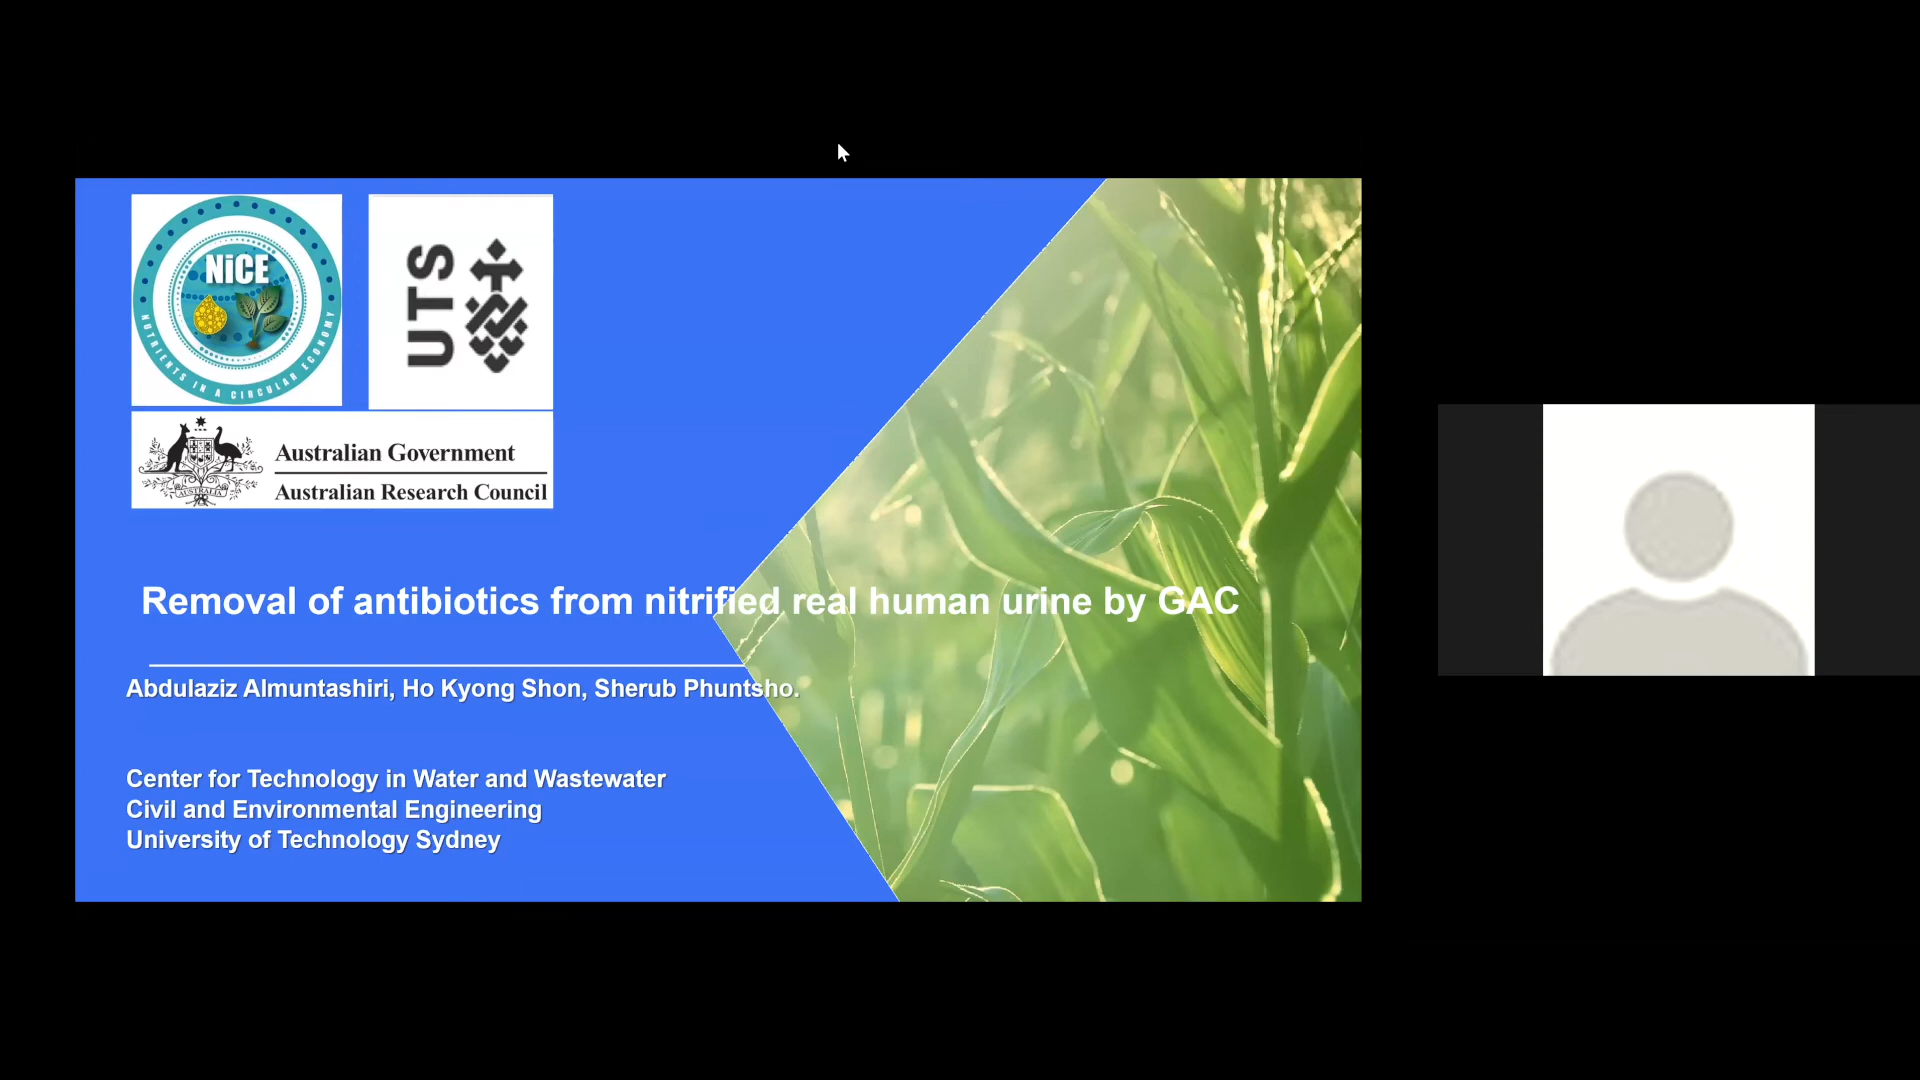 NiCE
NUTRIENTS IN A CIRCULAR ECONOMY
UTS
AUSTRALIA
Australian Government
Australian Research Council
Removal of antibiotics from nitrified real human urine by GAC
Abdulaziz Almuntashiri, Ho Kyong Shon, Sherub Phuntsho.
Center for Technology in Water and Wastewater
Civil and Environmental Engineering
University of Technology Sydney